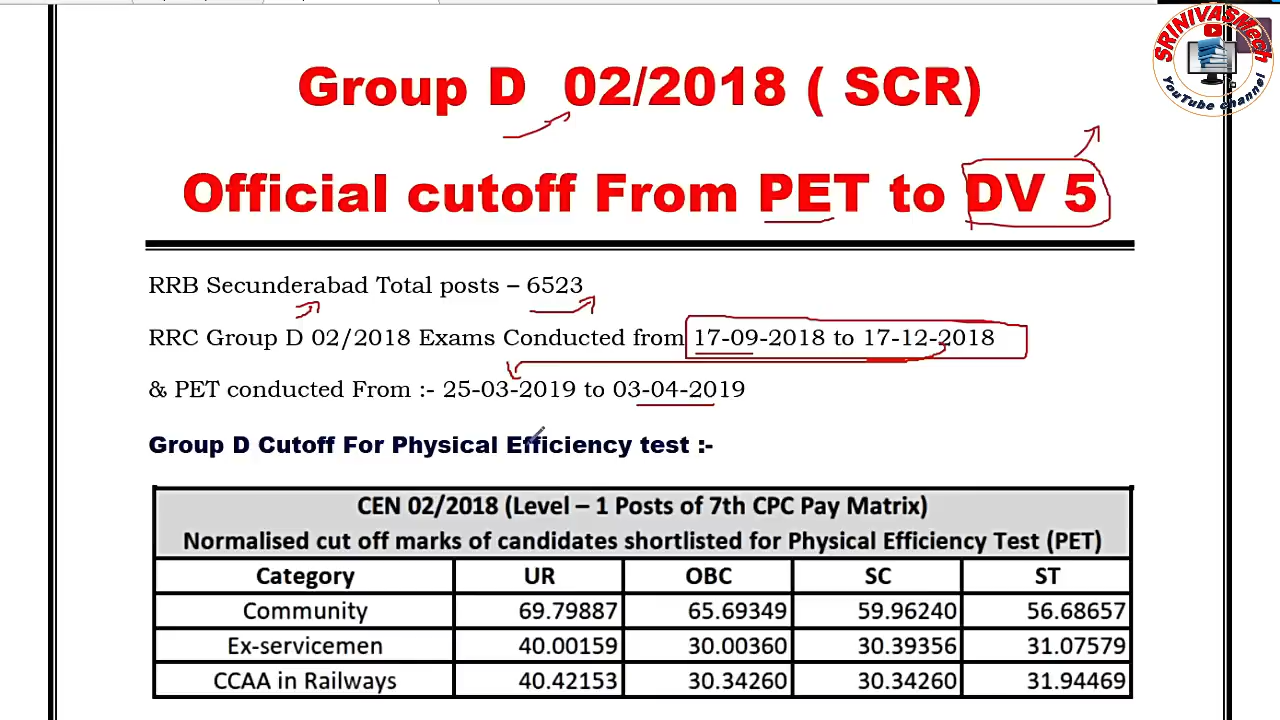 SRINIVASMech
YouTube channel
Group D 02/2018 ( SCR)
Official cutoff From PET to DV 5
RRB Secunderabad Total posts – 6523
RRC Group D 02/2018 Exams Conducted from 17-09-2018 to 17-12-2018
& PET conducted From :- 25-03-2019 to 03-04-2019
Group D Cutoff For Physical Efficiency test :-
CEN 02/2018 (Level – 1 Posts of 7th CPC Pay Matrix)
Normalised cut off marks of candidates shortlisted for Physical Efficiency Test (PET)
Category UR OBC SC ST
Community 69.79887 65.69349 59.96240 56.68657
Ex-servicemen 40.00159 30.00360 30.39356 31.07579
CCAA in Railways 40.42153 30.34260 30.34260 31.94469